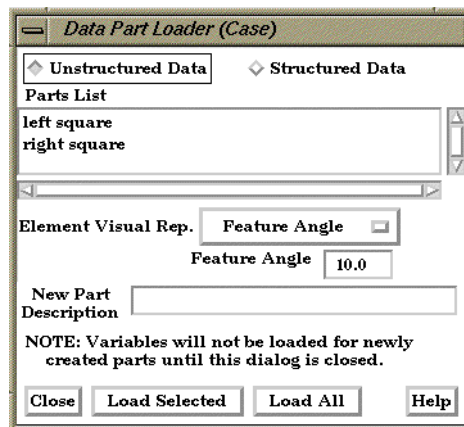 Data Part Loader (Case)
Unstructured Data Structured Data
Parts List
left square
right square
Element Visual Rep. Feature Angle
Feature Angle 10.0
New Part
Description
NOTE: Variables will not be loaded for newly
created parts until this dialog is closed.
Close Load Selected Load All Help